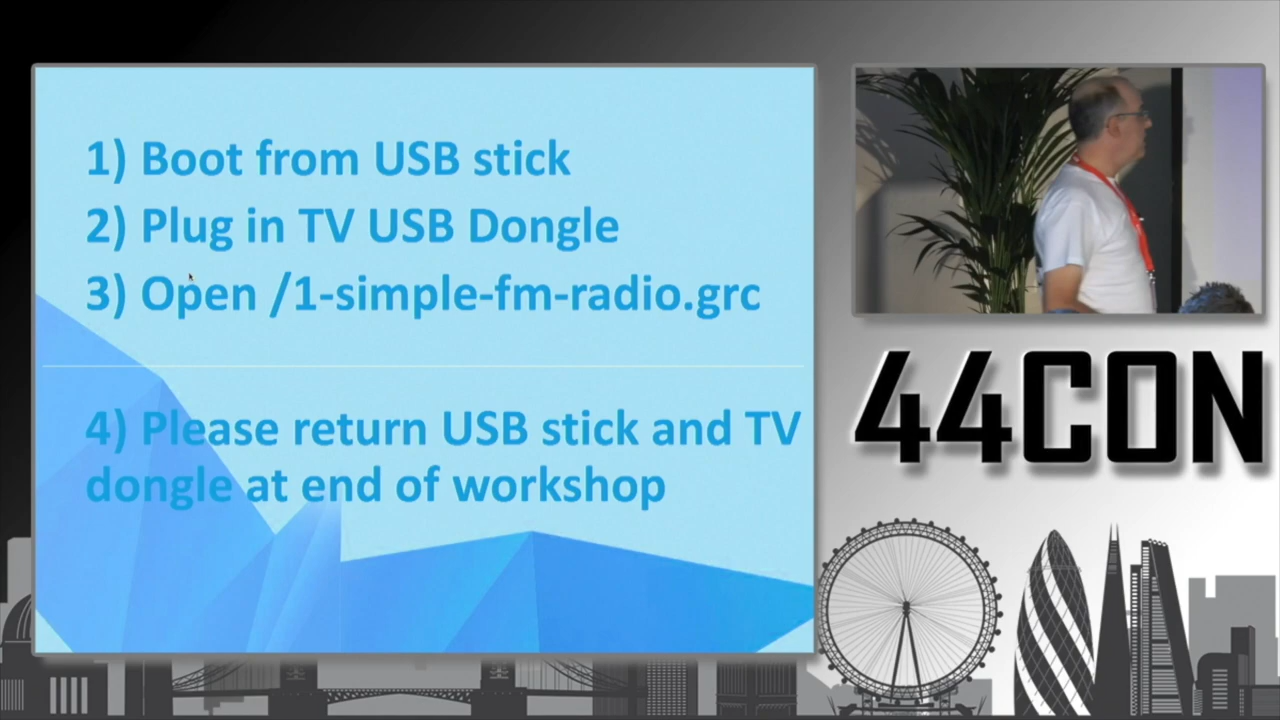 1) Boot from USB stick
2) Plug in TV USB Dongle
3) Open /1-simple-fm-radio.grc
4) Please return USB stick and TV
dongle at end of workshop
44CON